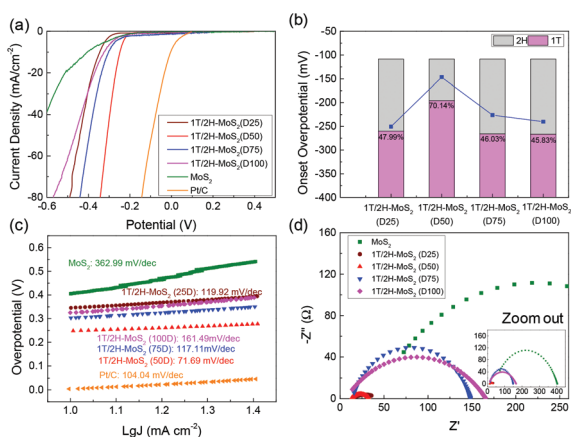 (a)
Current Density (mA/cm⁻²)
0
-20
-40
-60
-80
-0.6
-0.4
-0.2
0.0
0.2
0.4
0.6
Potential (V)
1T/2H-MoS₂(D25)
1T/2H-MoS₂(D50)
1T/2H-MoS₂(D75)
1T/2H-MoS₂(D100)
MoS₂
Pt/C
(b)
Onset Overpotential (mV)
-50
-100
-150
-200
-250
-300
-350
-400
2H
1T
47.99%
70.14%
46.03%
45.83%
1T/2H-MoS₂ 1T/2H-MoS₂ 1T/2H-MoS₂ 1T/2H-MoS₂
(D25) (D50) (D75) (D100)
(c)
Overpotential (V)
0.6
0.5
0.4
0.3
0.2
0.1
0.0
MoS₂: 362.99 mV/dec
1T/2H-MoS₂ (25D): 119.92 mV/dec
1T/2H-MoS₂ (100D): 161.49mV/dec
1T/2H-MoS₂ (75D): 117.11mV/dec
1T/2H-MoS₂ (50D): 71.69 mV/dec
Pt/C: 104.04 mV/dec
1.0
1.1
1.2
1.3
1.4
LgJ (mA cm⁻²)
(d)
-Z'' (Ω)
160
120
80
40
0
MoS₂
1T/2H-MoS₂ (D25)
1T/2H-MoS₂ (D50)
1T/2H-MoS₂ (D75)
1T/2H-MoS₂ (D100)
Zoom out
160
120
80
40
0
0 100 200 300 400
0
50
100
150
200
250
Z'